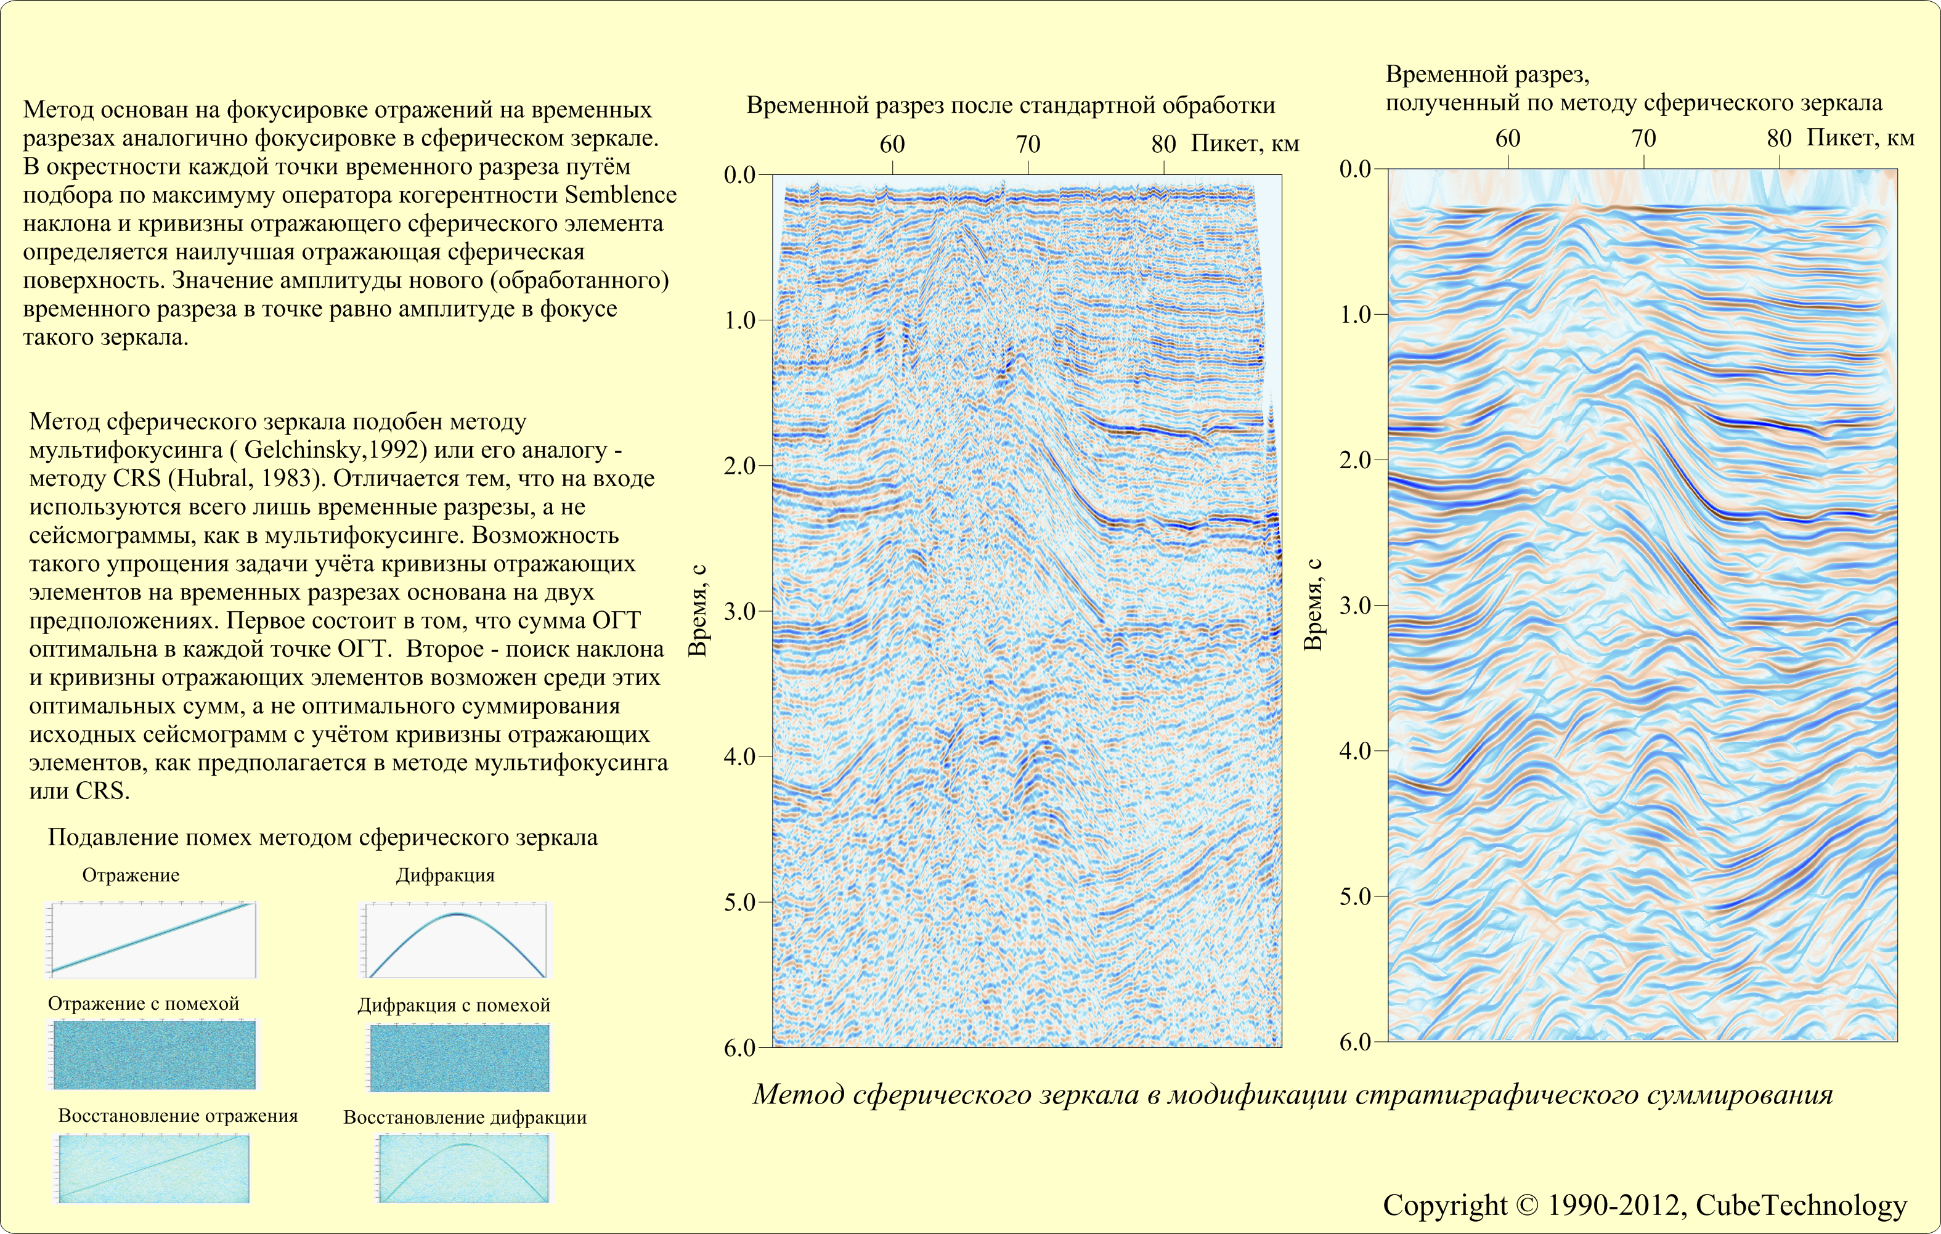 Метод основан на фокусировке отражений на временных
разрезах аналогично фокусировке в сферическом зеркале.
В окрестности каждой точки временного разреза путём
подбора по максимуму оператора когерентности Semblence
наклона и кривизны отражающего сферического элемента
определяется наилучшая отражающая сферическая
поверхность. Значение амплитуды нового (обработанного)
временного разреза в точке равно амплитуде в фокусе
такого зеркала.
Метод сферического зеркала подобен методу
мультифокусинга ( Gelchinsky,1992) или его аналогу -
методу CRS (Hubral, 1983). Отличается тем, что на входе
используются всего лишь временные разрезы, а не
сейсмограммы, как в мультифокусинге. Возможность
такого упрощения задачи учёта кривизны отражающих
элементов на временных разрезах основана на двух
предположениях. Первое состоит в том, что сумма ОГТ
оптимальна в каждой точке ОГТ.  Второе - поиск наклона
и кривизны отражающих элементов возможен среди этих
оптимальных сумм, а не оптимального суммирования
исходных сейсмограмм с учётом кривизны отражающих
элементов, как предполагается в методе мультифокусинга
или CRS.
Подавление помех методом сферического зеркала
Отражение
Дифракция
Отражение с помехой
Дифракция с помехой
Восстановление отражения
Восстановление дифракции
Временной разрез после стандартной обработки
60 70 80 Пикет, км
0.0
1.0
2.0
3.0
4.0
5.0
6.0
Время, с
Временной разрез,
полученный по методу сферического зеркала
60 70 80 Пикет, км
0.0
1.0
2.0
3.0
4.0
5.0
6.0
Время, с
Метод сферического зеркала в модификации стратиграфического суммирования
Copyright © 1990-2012, CubeTechnology